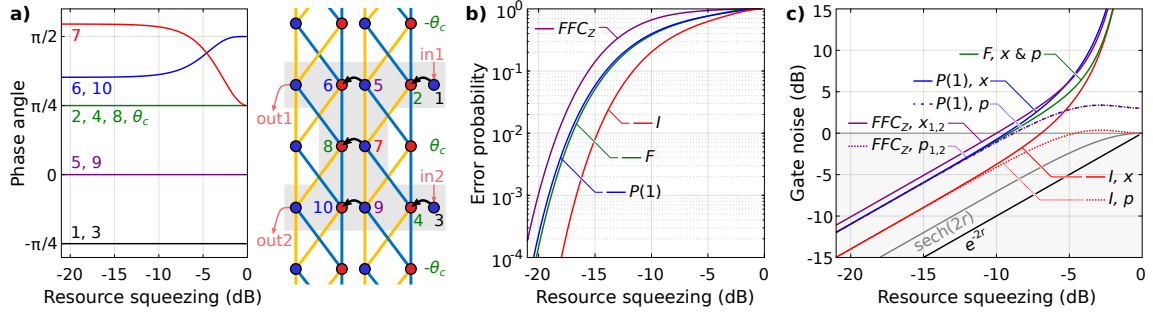 a)
Phase angle
π/2
π/4
0
-π/4
7
6, 10
2, 4, 8, θc
5, 9
1, 3
-20 -15 -10 -5 0
Resource squeezing (dB)
-θc
in1
6 5 2 1
out1
θc
8 7
in2
10 9 4 3
out2
-θc
b)
Error probability
10^0
10^-1
10^-2
10^-3
10^-4
FFCZ
I
F
P(1)
-20 -15 -10 -5 0
Resource squeezing (dB)
c)
Gate noise (dB)
15
10
5
0
-5
-10
-15
F, x & p
P(1), x
P(1), p
FFCZ, x1,2
FFCZ, p1,2
I, x
I, p
sech(2r)
e^-2r
-20 -15 -10 -5 0
Resource squeezing (dB)